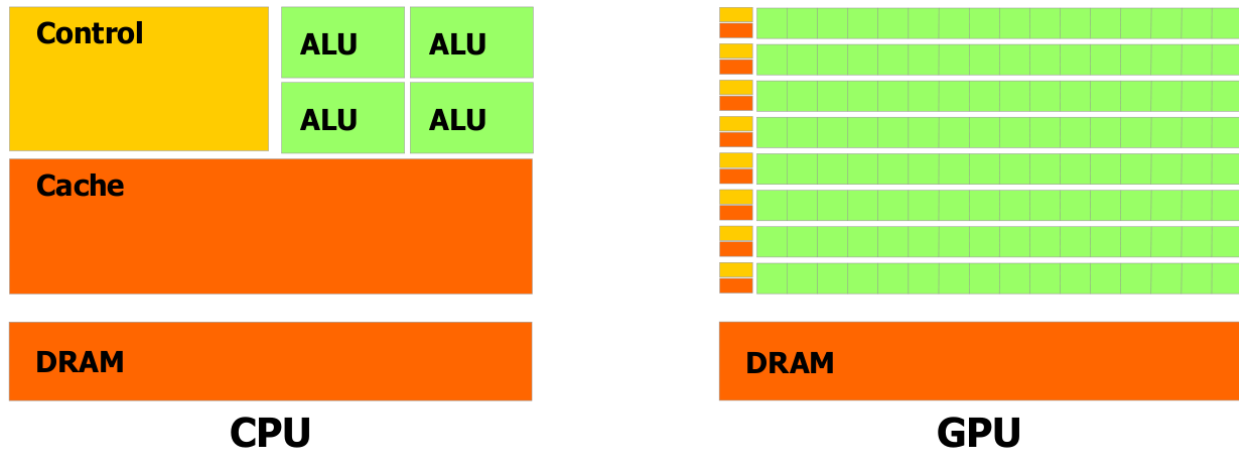 Control
ALU ALU
ALU ALU
Cache
DRAM
CPU
DRAM
GPU